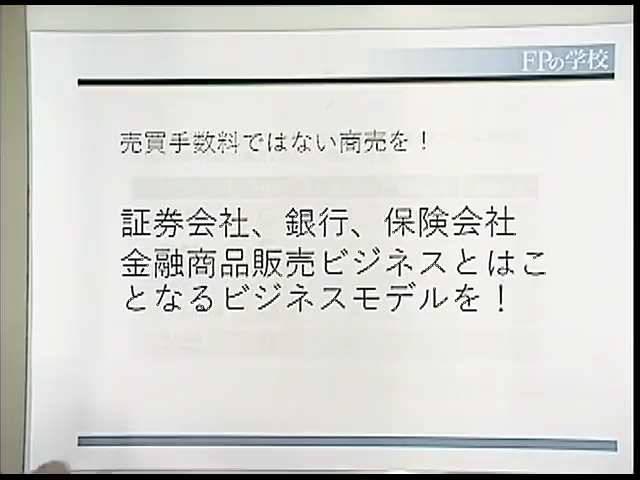 FPの学校
売買手数料ではない商売を！
証券会社、銀行、保険会社
金融商品販売ビジネスとはこ
となるビジネスモデルを！